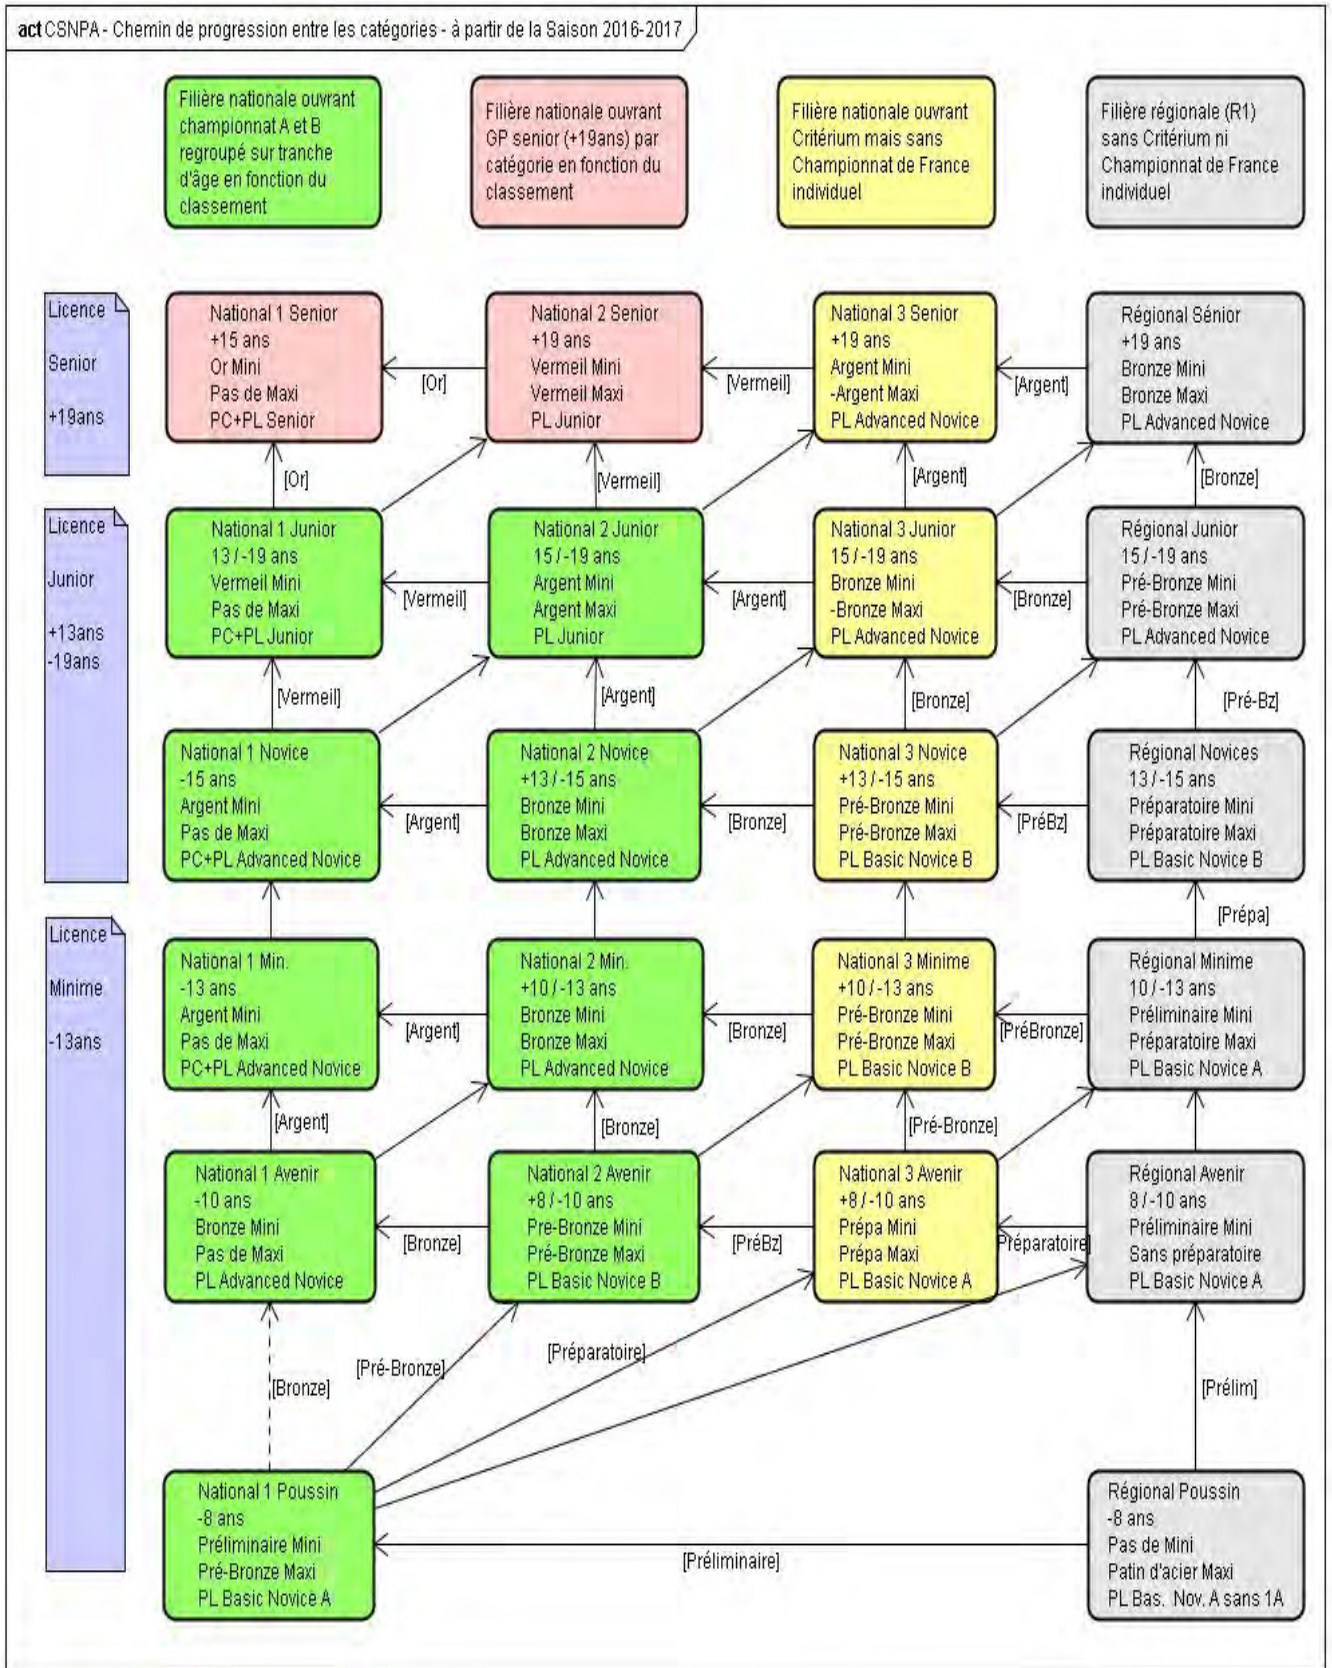 act CSNPA - Chemin de progression entre les catégories - à partir de la Saison 2016-2017
Filière nationale ouvrant
championnat A et B
regroupé sur tranche
d'âge en fonction du
classement
Filière nationale ouvrant
GP senior (+19ans) par
catégorie en fonction du
classement
Filière nationale ouvrant
Critérium mais sans
Championnat de France
individuel
Filière régionale (R1)
sans Critérium ni
Championnat de France
individuel
Licence
Senior
+19ans
National 1 Senior
+15 ans
Or Mini
Pas de Maxi
PC+PL Senior
[Or]
National 2 Senior
+19 ans
Vermeil Mini
Vermeil Maxi
PL Junior
[Vermeil]
National 3 Senior
+19 ans
Argent Mini
-Argent Maxi
PL Advanced Novice
[Argent]
Régional Sénior
+19 ans
Bronze Mini
Bronze Maxi
PL Advanced Novice
[Or]
[Vermeil]
[Argent]
[Bronze]
Licence
Junior
+13ans
-19ans
National 1 Junior
13 / -19 ans
Vermeil Mini
Pas de Maxi
PC+PL Junior
[Vermeil]
National 2 Junior
15 / -19 ans
Argent Mini
Argent Maxi
PL Junior
[Argent]
National 3 Junior
15 / -19 ans
Bronze Mini
-Bronze Maxi
PL Advanced Novice
[Bronze]
Régional Junior
15 / -19 ans
Pré-Bronze Mini
Pré-Bronze Maxi
PL Advanced Novice
[Vermeil]
[Argent]
[Bronze]
[Pré-Bz]
National 1 Novice
-15 ans
Argent Mini
Pas de Maxi
PC+PL Advanced Novice
[Argent]
National 2 Novice
+13 / -15 ans
Bronze Mini
Bronze Maxi
PL Advanced Novice
[Bronze]
National 3 Novice
+13 / -15 ans
Pré-Bronze Mini
Pré-Bronze Maxi
PL Basic Novice B
[PréBz]
Régional Novices
13 / -15 ans
Préparatoire Mini
Préparatoire Maxi
PL Basic Novice B
[Prépa]
Licence
Minime
-13ans
National 1 Min.
-13 ans
Argent Mini
Pas de Maxi
PC+PL Advanced Novice
[Argent]
National 2 Min.
+10 / -13 ans
Bronze Mini
Bronze Maxi
PL Advanced Novice
[Bronze]
National 3 Minime
+10 / -13 ans
Pré-Bronze Mini
Pré-Bronze Maxi
PL Basic Novice B
[PréBronze]
Régional Minime
10 / -13 ans
Préliminaire Mini
Préparatoire Maxi
PL Basic Novice A
[Argent]
[Bronze]
[Pré-Bronze]
National 1 Avenir
-10 ans
Bronze Mini
Pas de Maxi
PL Advanced Novice
[Bronze]
National 2 Avenir
+8 / -10 ans
Pre-Bronze Mini
Pré-Bronze Maxi
PL Basic Novice B
[PréBz]
National 3 Avenir
+8 / -10 ans
Prépa Mini
Prépa Maxi
PL Basic Novice A
Préparatoire]
Régional Avenir
8 / -10 ans
Préliminaire Mini
Sans préparatoire
PL Basic Novice A
[Bronze]
[Pré-Bronze]
[Préparatoire]
[Prélim]
National 1 Poussin
-8 ans
Préliminaire Mini
Pré-Bronze Maxi
PL Basic Novice A
[Préliminaire]
Régional Poussin
-8 ans
Pas de Mini
Patin d'acier Maxi
PL Bas. Nov. A sans 1A